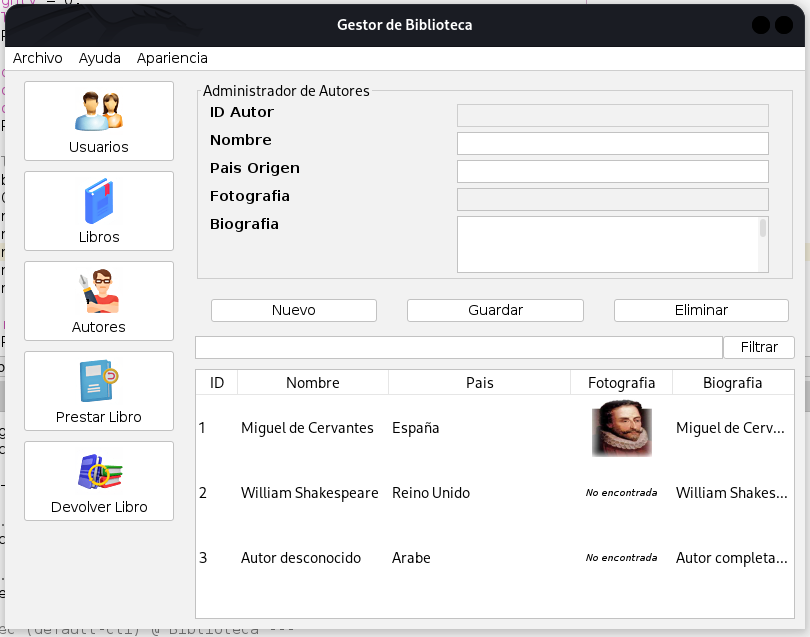 Gestor de Biblioteca
Archivo Ayuda Apariencia
Usuarios
Libros
Autores
Prestar Libro
Devolver Libro
Administrador de Autores
ID Autor
Nombre
Pais Origen
Fotografia
Biografia
Nuevo Guardar Eliminar
Filtrar
ID Nombre Pais Fotografia Biografia
1 Miguel de Cervantes España Miguel de Cerv...
2 William Shakespeare Reino Unido No encontrada William Shakes...
3 Autor desconocido Arabe No encontrada Autor completa...